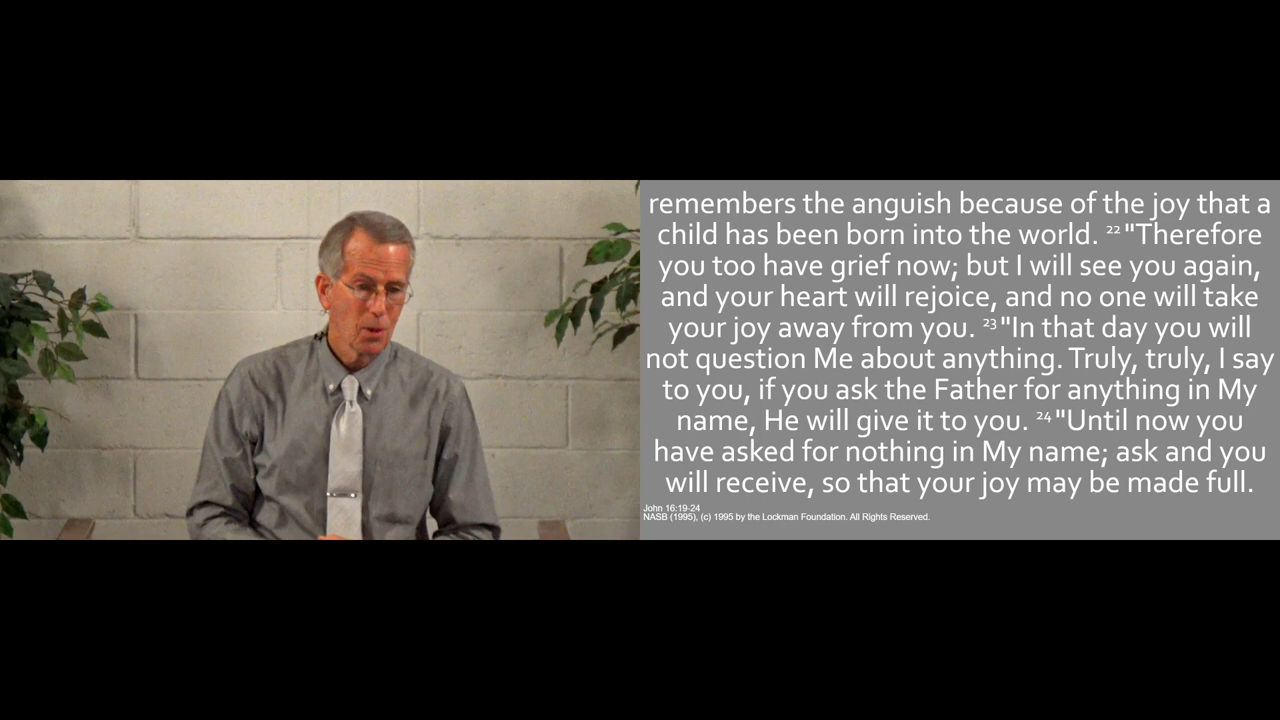 remembers the anguish because of the joy that a
child has been born into the world. 22 "Therefore
you too have grief now; but I will see you again,
and your heart will rejoice, and no one will take
your joy away from you. 23 "In that day you will
not question Me about anything. Truly, truly, I say
to you, if you ask the Father for anything in My
name, He will give it to you. 24 "Until now you
have asked for nothing in My name; ask and you
will receive, so that your joy may be made full.
John 16:19-24
NASB (1995), (c) 1995 by the Lockman Foundation. All Rights Reserved.